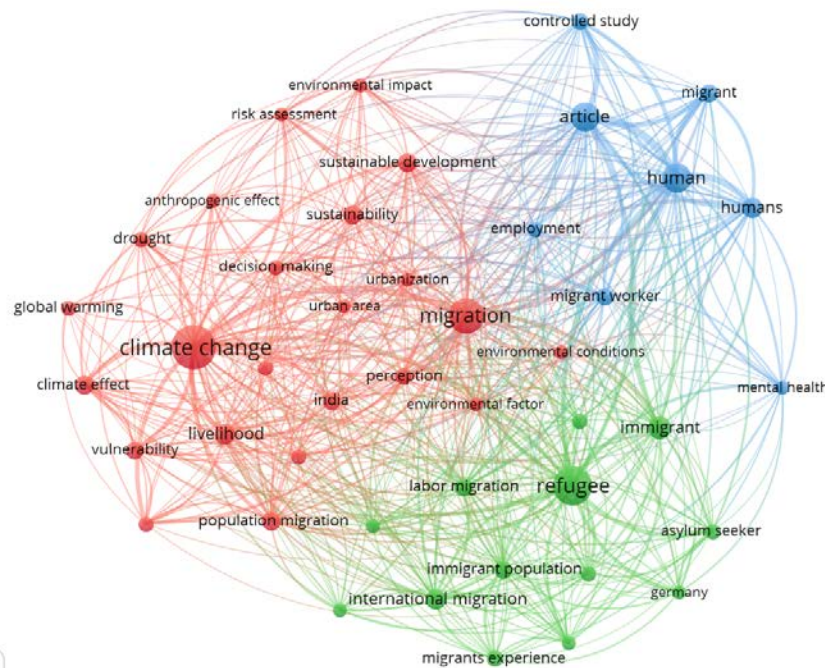 controlled study
environmental impact
migrant
risk assessment
article
sustainable development
human
anthropogenic effect
humans
sustainability
employment
drought
decision making
urbanization
migrant worker
global warming
urban area
migration
climate change
environmental conditions
perception
climate effect
mental health
india
environmental factor
immigrant
livelihood
vulnerability
labor migration
refugee
population migration
asylum seeker
immigrant population
germany
international migration
migrants experience